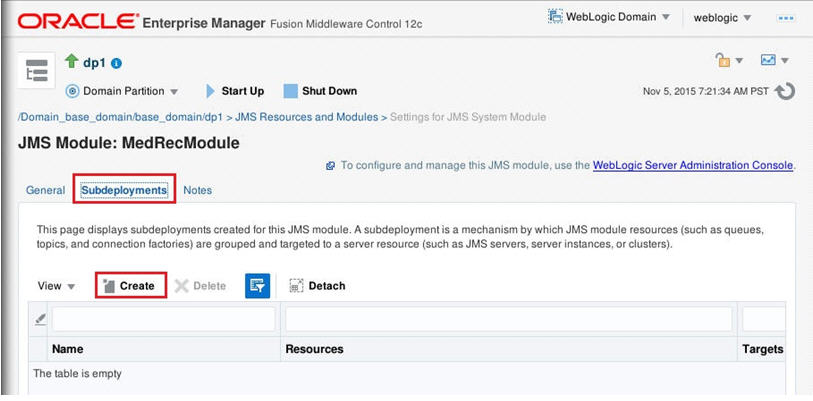 ORACLE Enterprise Manager Fusion Middleware Control 12c
WebLogic Domain
weblogic
dp1
Domain Partition
Start Up
Shut Down
Nov 5, 2015 7:21:34 AM PST
/Domain_base_domain/base_domain/dp1 > JMS Resources and Modules > Settings for JMS System Module
JMS Module: MedRecModule
To configure and manage this JMS module, use the WebLogic Server Administration Console.
General
Subdeployments
Notes
This page displays subdeployments created for this JMS module. A subdeployment is a mechanism by which JMS module resources (such as queues,
topics, and connection factories) are grouped and targeted to a server resource (such as JMS servers, server instances, or clusters).
View
Create
Delete
Detach
Name
Resources
Targets
The table is empty